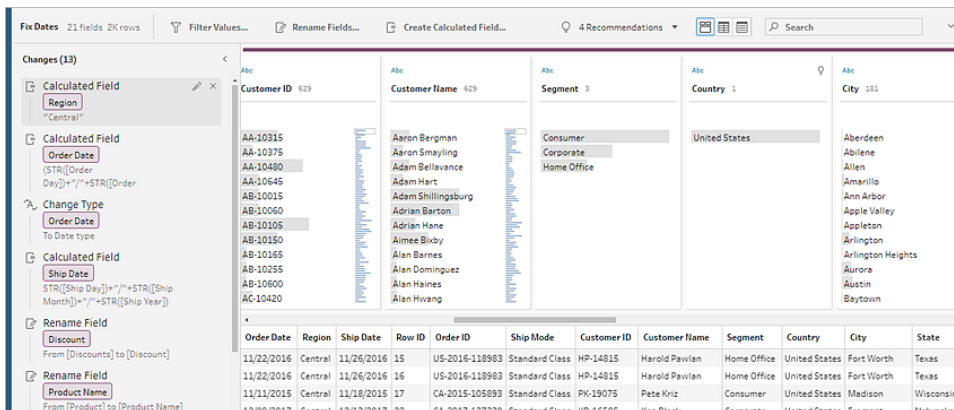 Fix Dates 21 fields 2K rows Filter Values... Rename Fields... Create Calculated Field... 4 Recommendations Search
Changes (13)
Calculated Field
Region
"Central"
Calculated Field
Order Date
(STR([Order
Day])+"/"+STR([Order
Change Type
Order Date
To Date type
Calculated Field
Ship Date
STR([Ship Day])+"/"+STR([Ship
Month])+"/"+STR([Ship Year])
Rename Field
Discount
From [Discounts] to [Discount]
Rename Field
Product Name
From [Product] to [Product Name]
Abc
Customer ID 629
AA-10315
AA-10375
AA-10480
AA-10645
AB-10015
AB-10060
AB-10105
AB-10150
AB-10165
AB-10255
AB-10600
AC-10420
Abc
Customer Name 629
Aaron Bergman
Aaron Smayling
Adam Bellavance
Adam Hart
Adam Shillingsburg
Adrian Barton
Adrian Hane
Aimee Bixby
Alan Barnes
Alan Dominguez
Alan Haines
Alan Hwang
Abc
Segment 3
Consumer
Corporate
Home Office
Abc
Country 1
United States
Abc
City 181
Aberdeen
Abilene
Allen
Amarillo
Ann Arbor
Apple Valley
Appleton
Arlington
Arlington Heights
Aurora
Austin
Baytown
Order Date Region Ship Date Row ID Order ID Ship Mode Customer ID Customer Name Segment Country City State
11/22/2016 Central 11/26/2016 15 US-2016-118983 Standard Class HP-14815 Harold Pawlan Home Office United States Fort Worth Texas
11/22/2016 Central 11/26/2016 16 US-2016-118983 Standard Class HP-14815 Harold Pawlan Home Office United States Fort Worth Texas
11/11/2015 Central 11/18/2015 17 CA-2015-105893 Standard Class PK-19075 Pete Kriz Consumer United States Madison Wisconsin